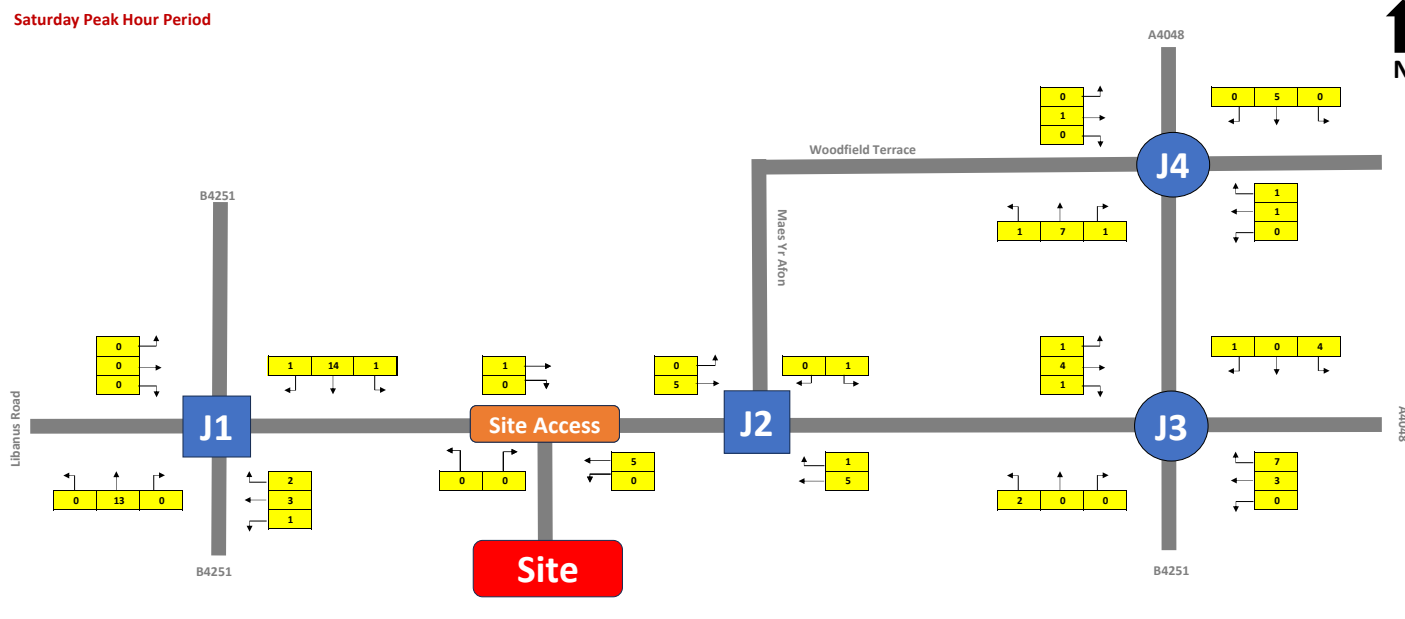 Saturday Peak Hour Period
A4048
N
0
1
0
0 5 0
Woodfield Terrace
J4
B4251
1
1
0
Maes Yr Afon
1 7 1
0
0
0
1 14 1
1
0
0
5
0 1
1
4
1
1 0 4
Libanus Road
J1
Site Access
J2
J3
A4048
0 13 0
2
3
1
0 0
5
0
1
5
2 0 0
7
3
0
B4251
Site
B4251